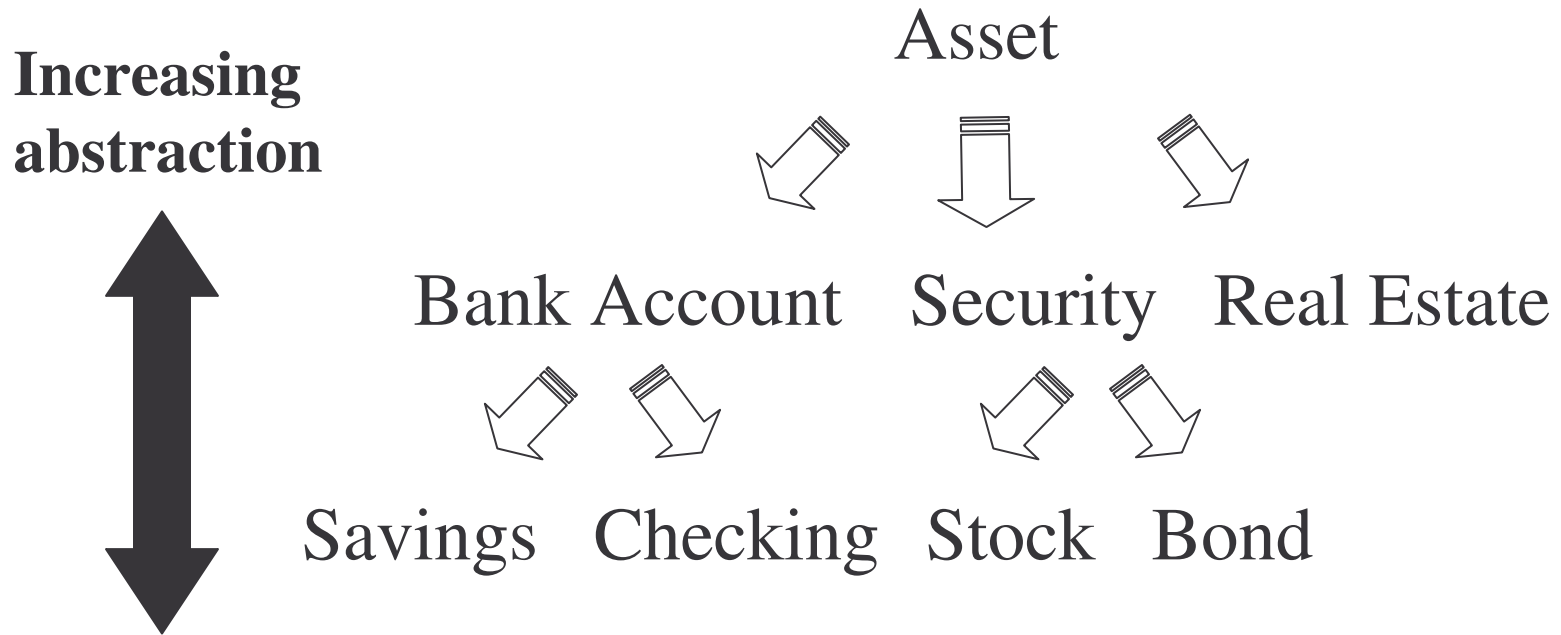 Asset
Increasing
abstraction
Bank Account Security Real Estate
Savings Checking Stock Bond